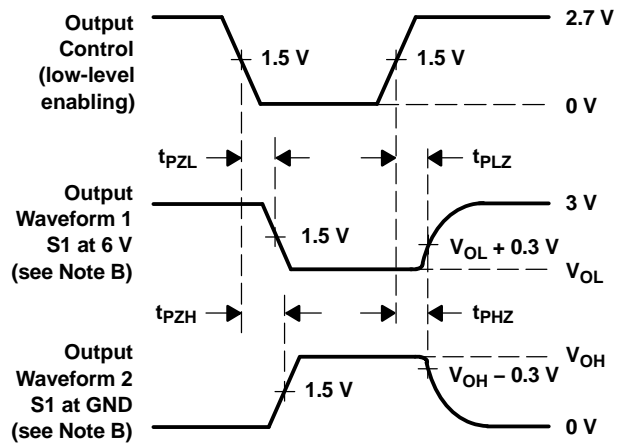 Output
Control
(low-level
enabling)
1.5 V
1.5 V
2.7 V
0 V
tPZL
tPLZ
Output
Waveform 1
S1 at 6 V
(see Note B)
1.5 V
3 V
VOL + 0.3 V
VOL
tPZH
tPHZ
Output
Waveform 2
S1 at GND
(see Note B)
1.5 V
VOH
VOH − 0.3 V
0 V